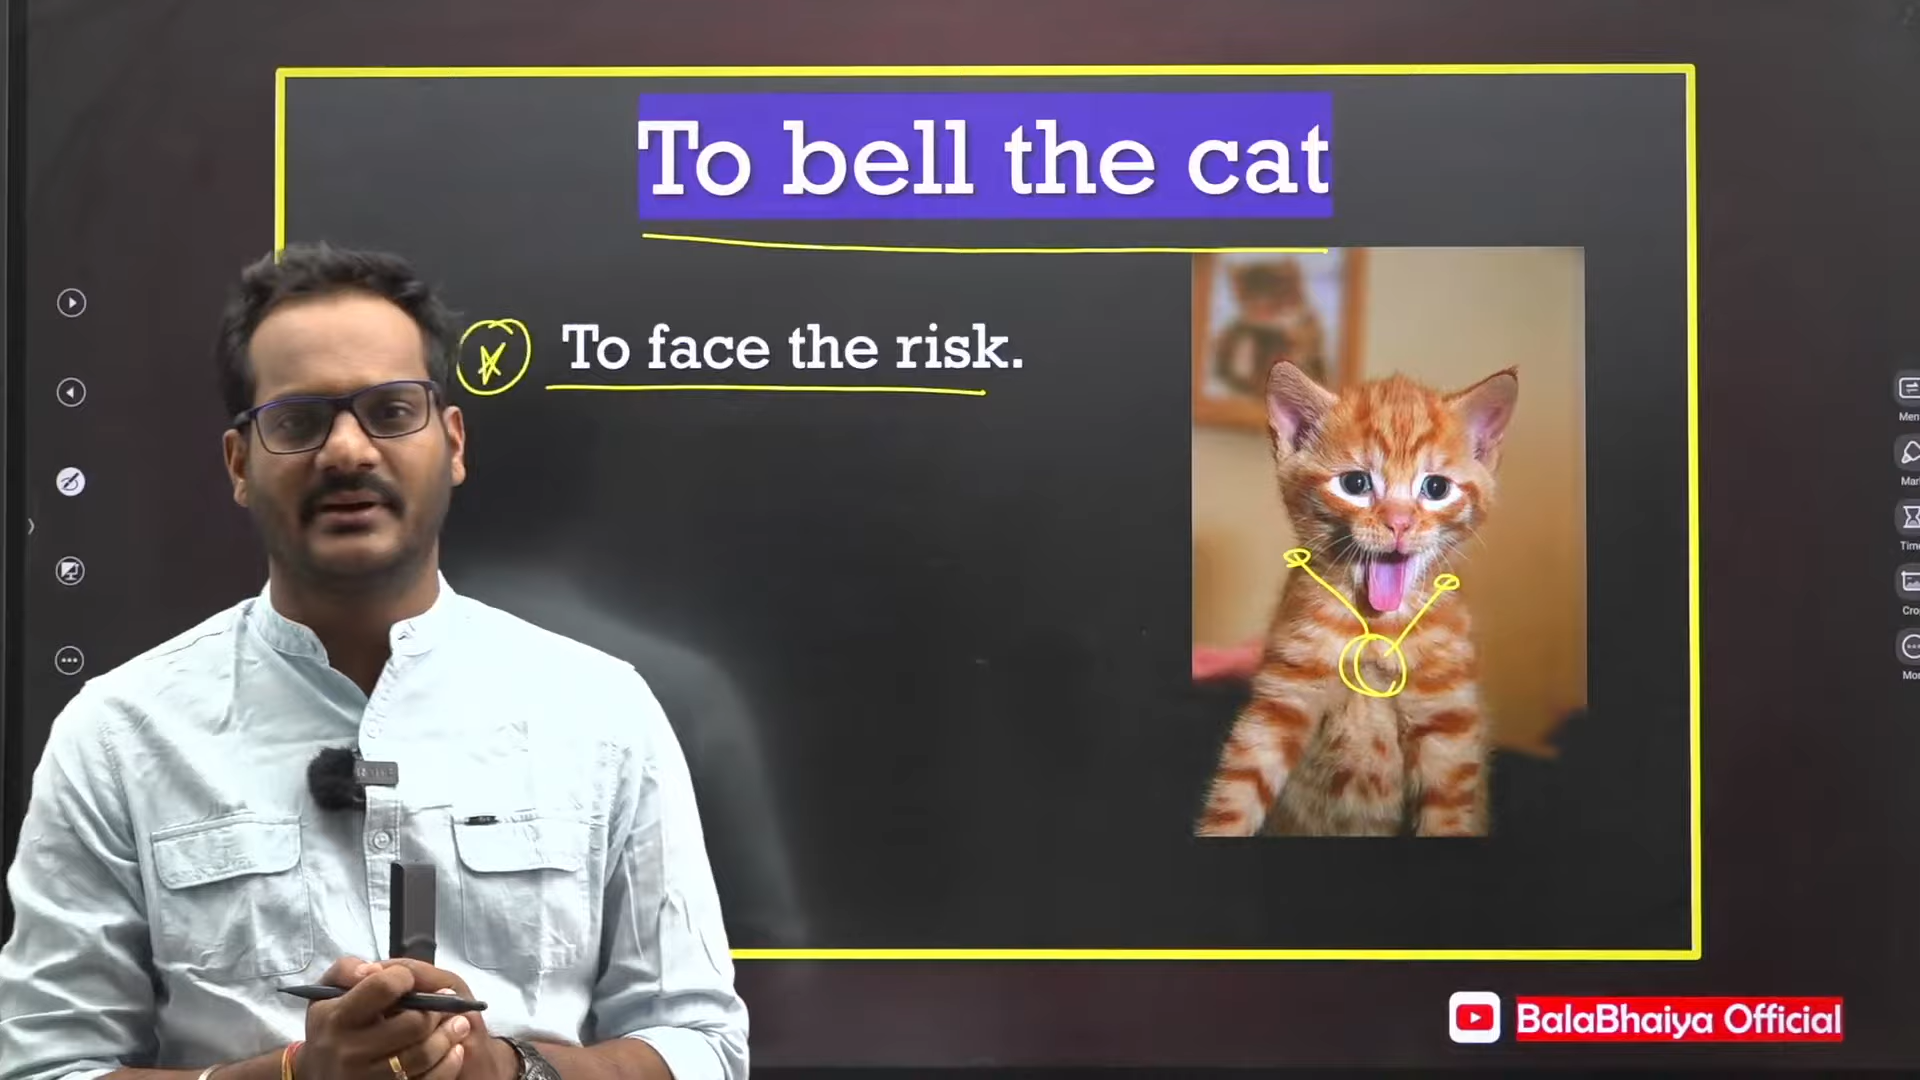 To bell the cat
To face the risk.
BalaBhaiya Official